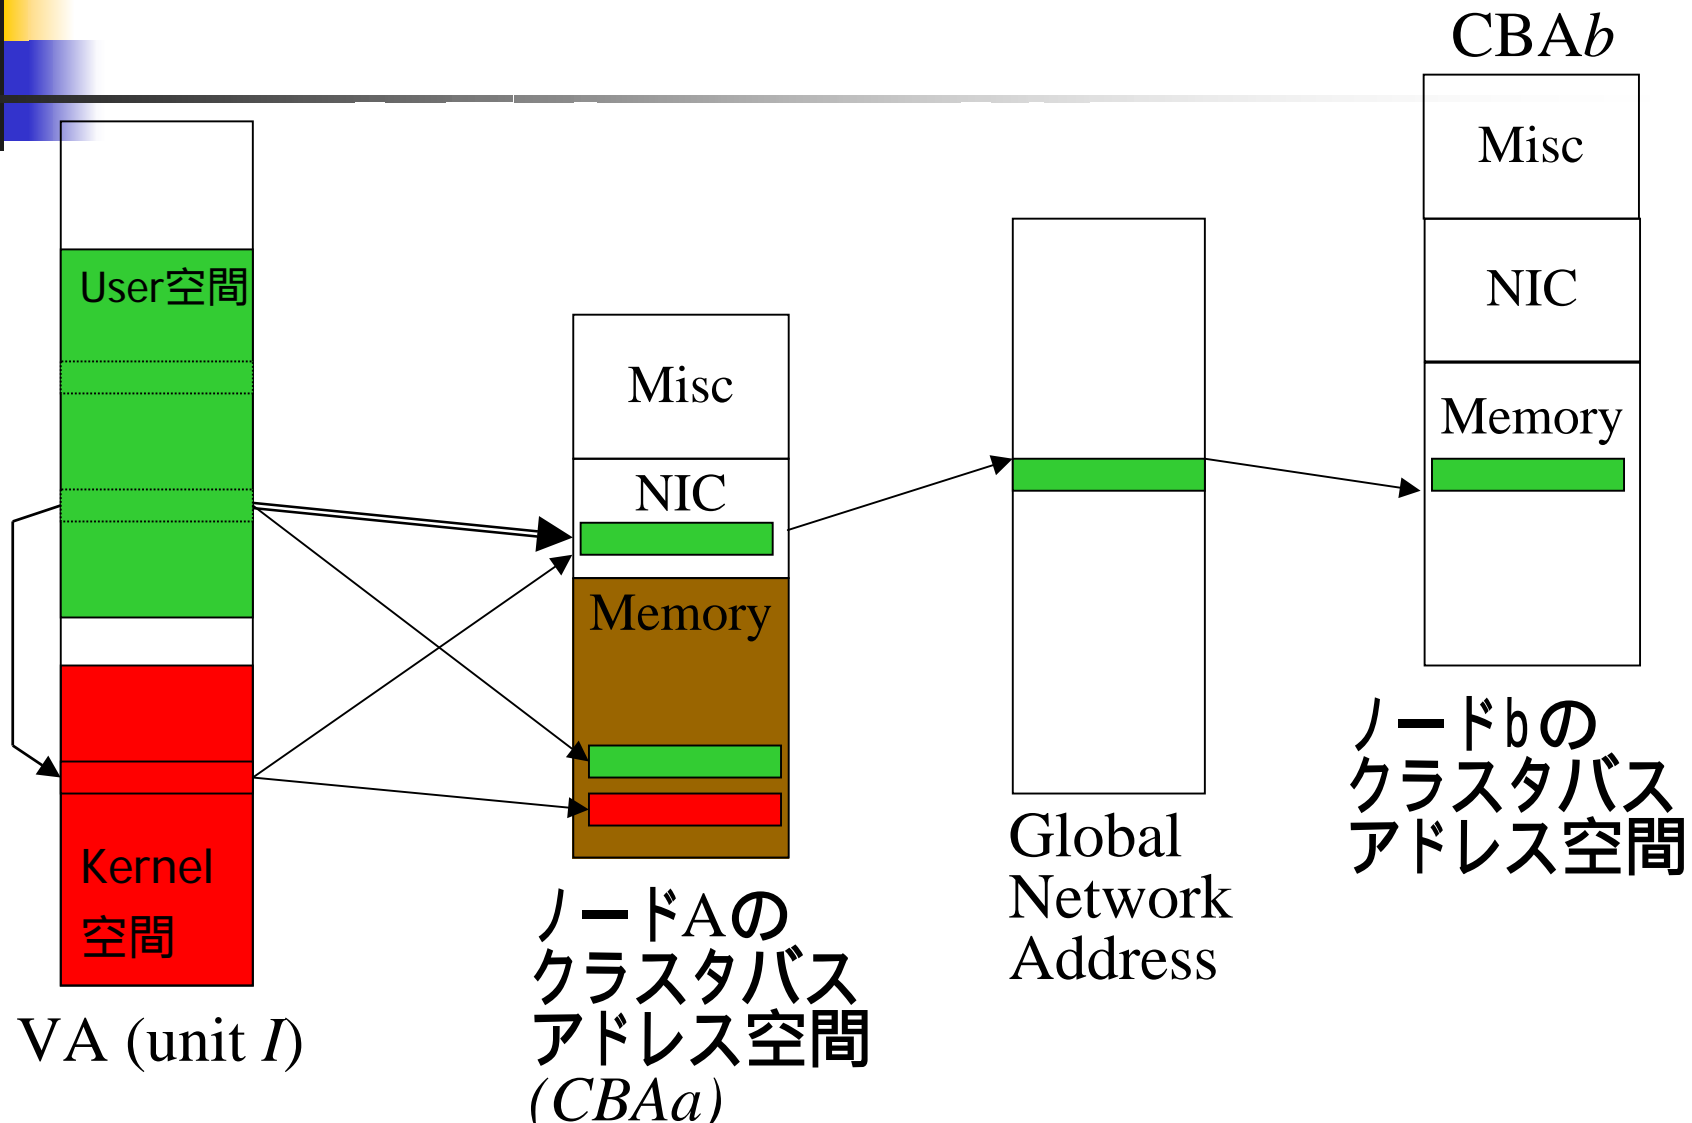 CBAb
Misc
NIC
Memory
ノードbの
クラスタバス
アドレス空間
User空間
Kernel
空間
VA (unit I)
Misc
NIC
Memory
ノードAの
クラスタバス
アドレス空間
(CBAa)
Global
Network
Address